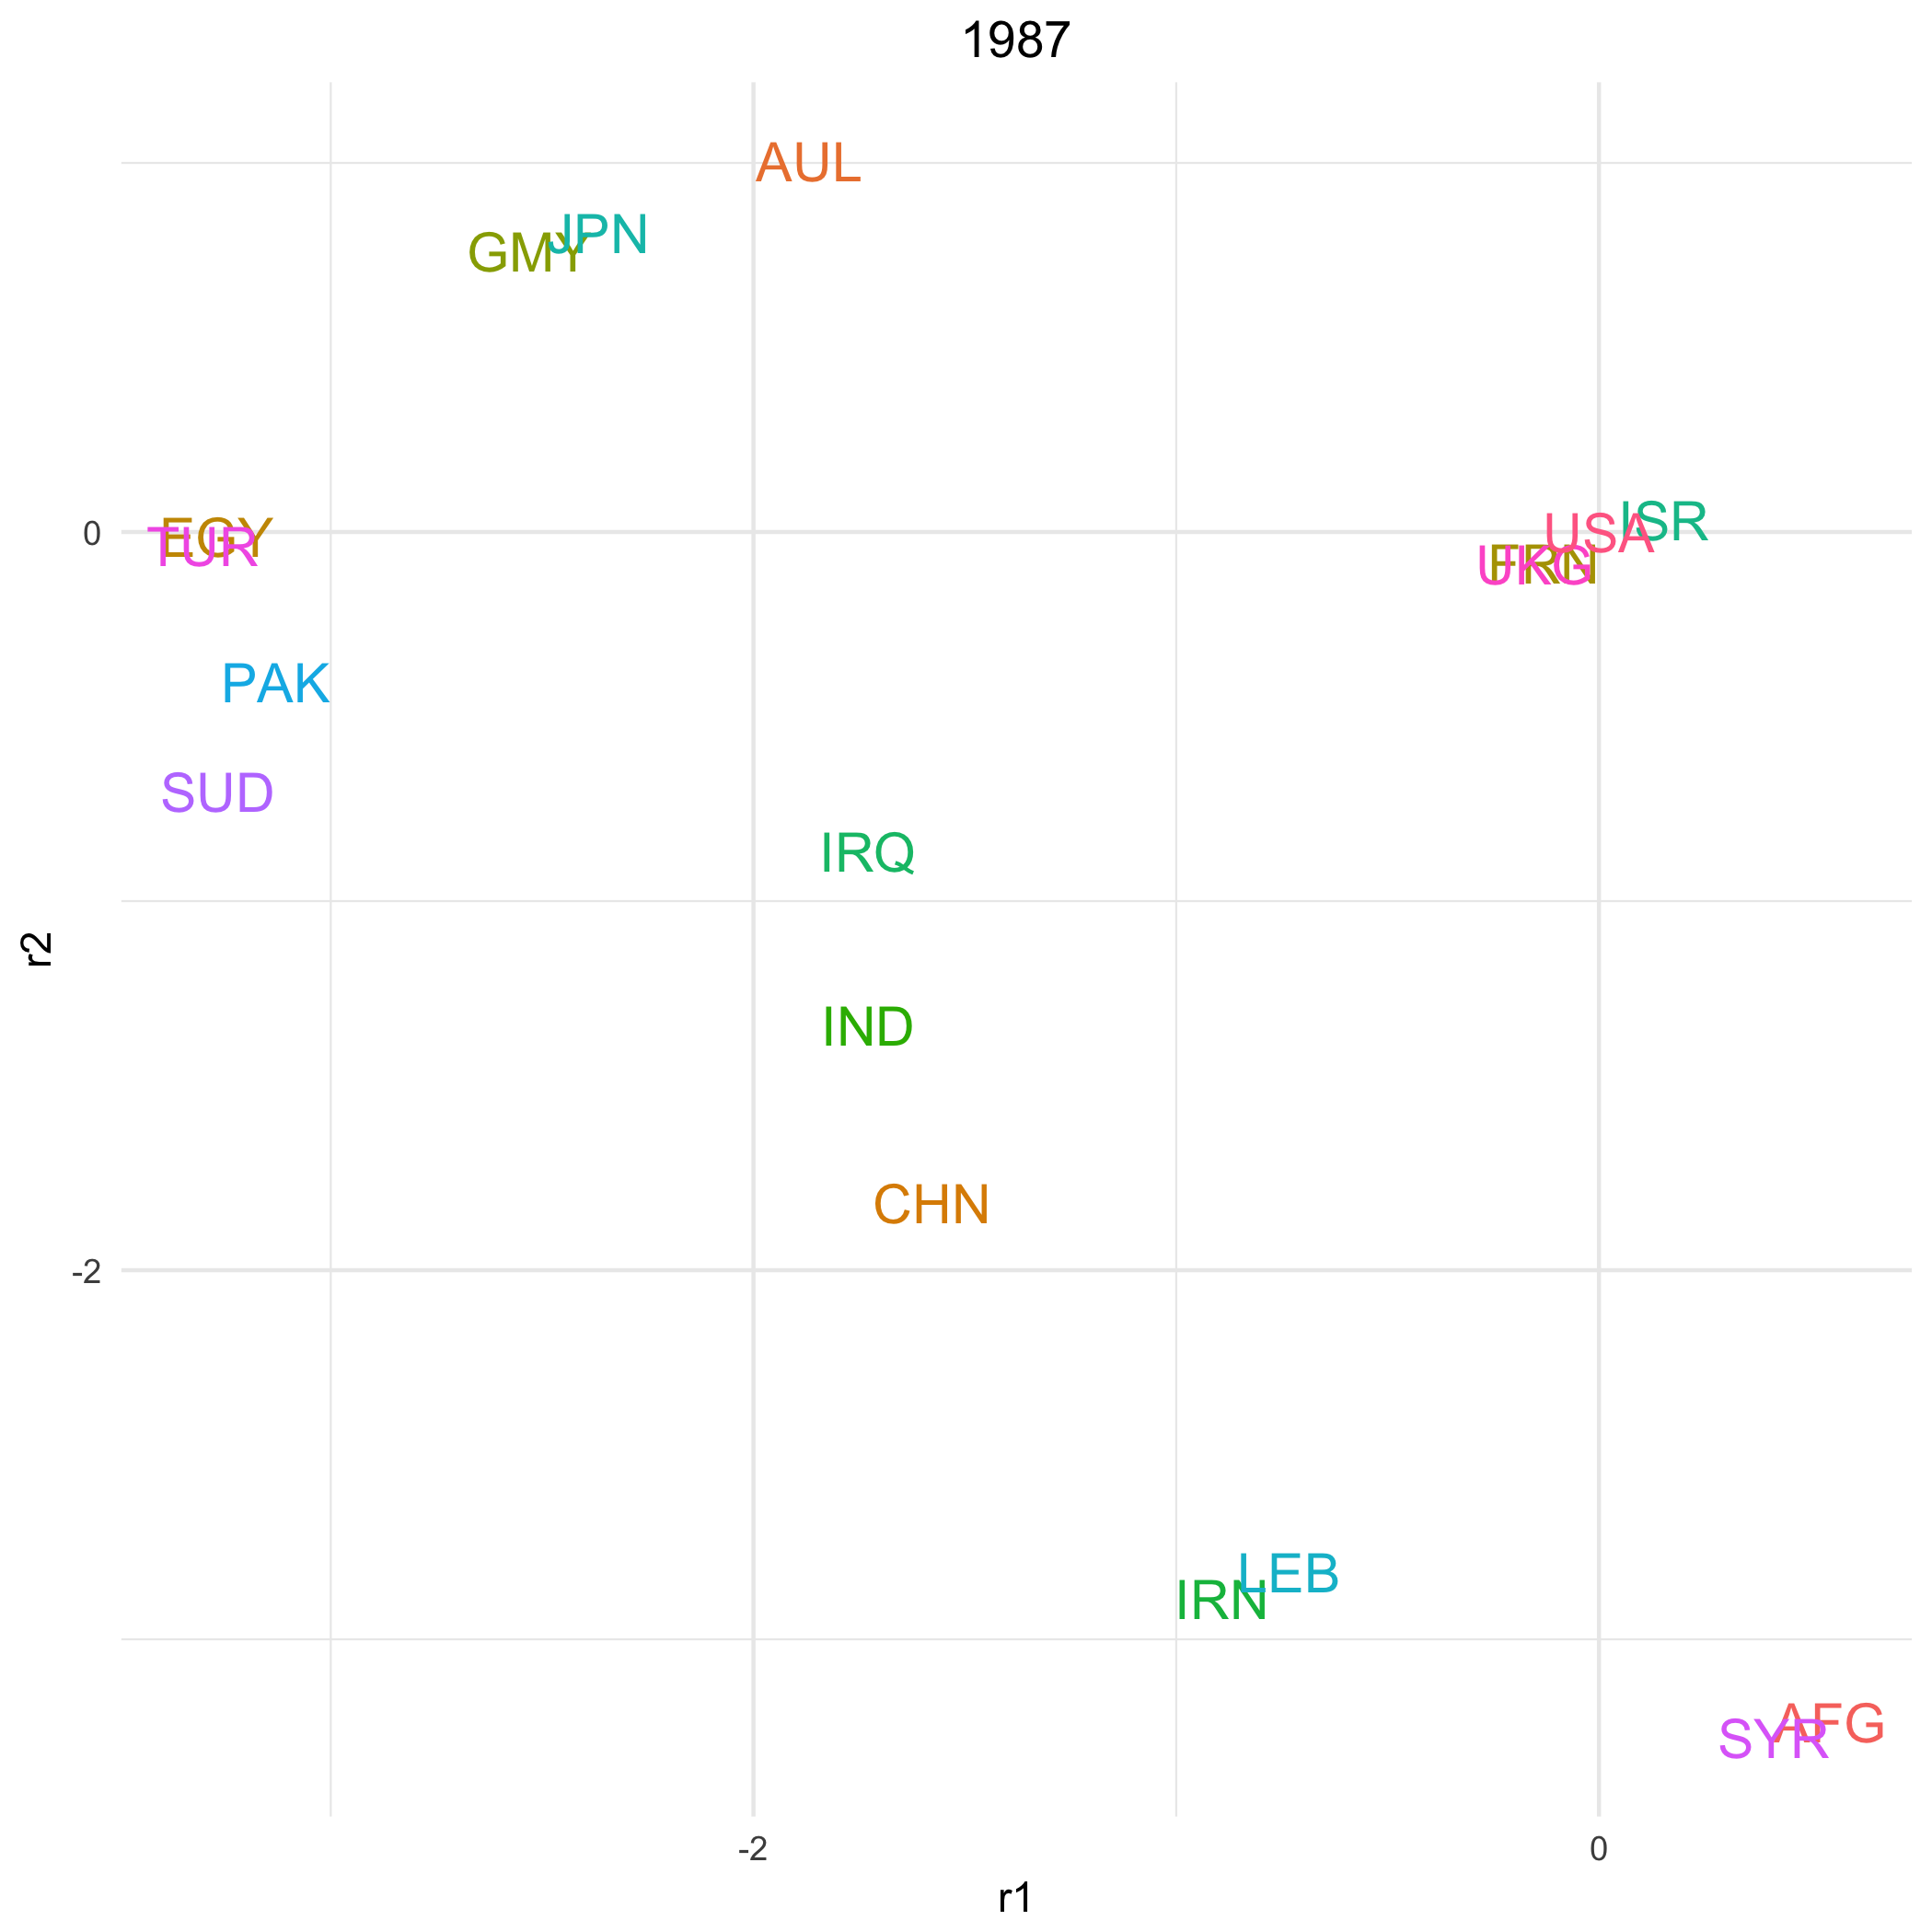 1987
AUL
JPN
GMY
ISR
USA
0
EGY
TUR
FRN
UKG
PAK
SUD
IRQ
r2
IND
CHN
-2
LEB
IRN
AFG
SYR
-2
0
r1